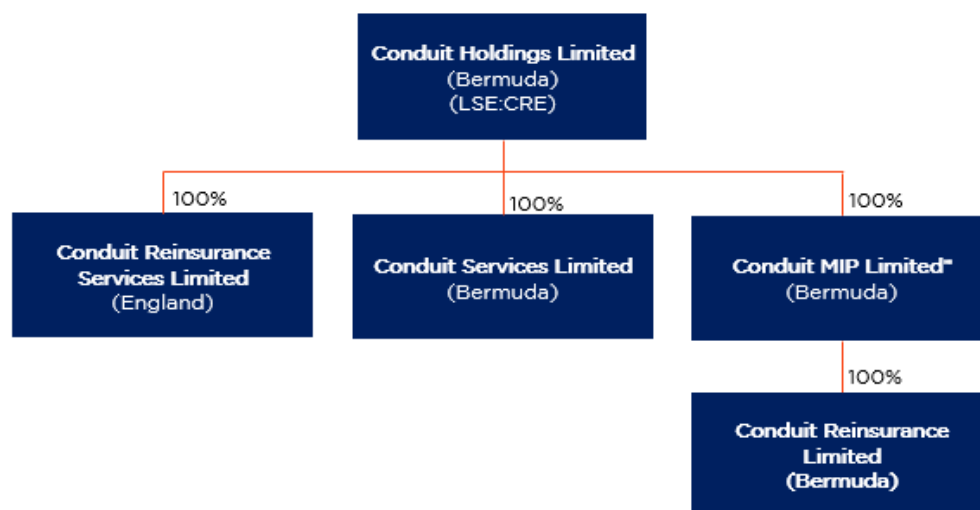 Conduit Holdings Limited
(Bermuda)
(LSE:CRE)
100%
100%
100%
Conduit Reinsurance
Services Limited
(England)
Conduit Services Limited
(Bermuda)
Conduit MIP Limited*
(Bermuda)
100%
Conduit Reinsurance
Limited
(Bermuda)